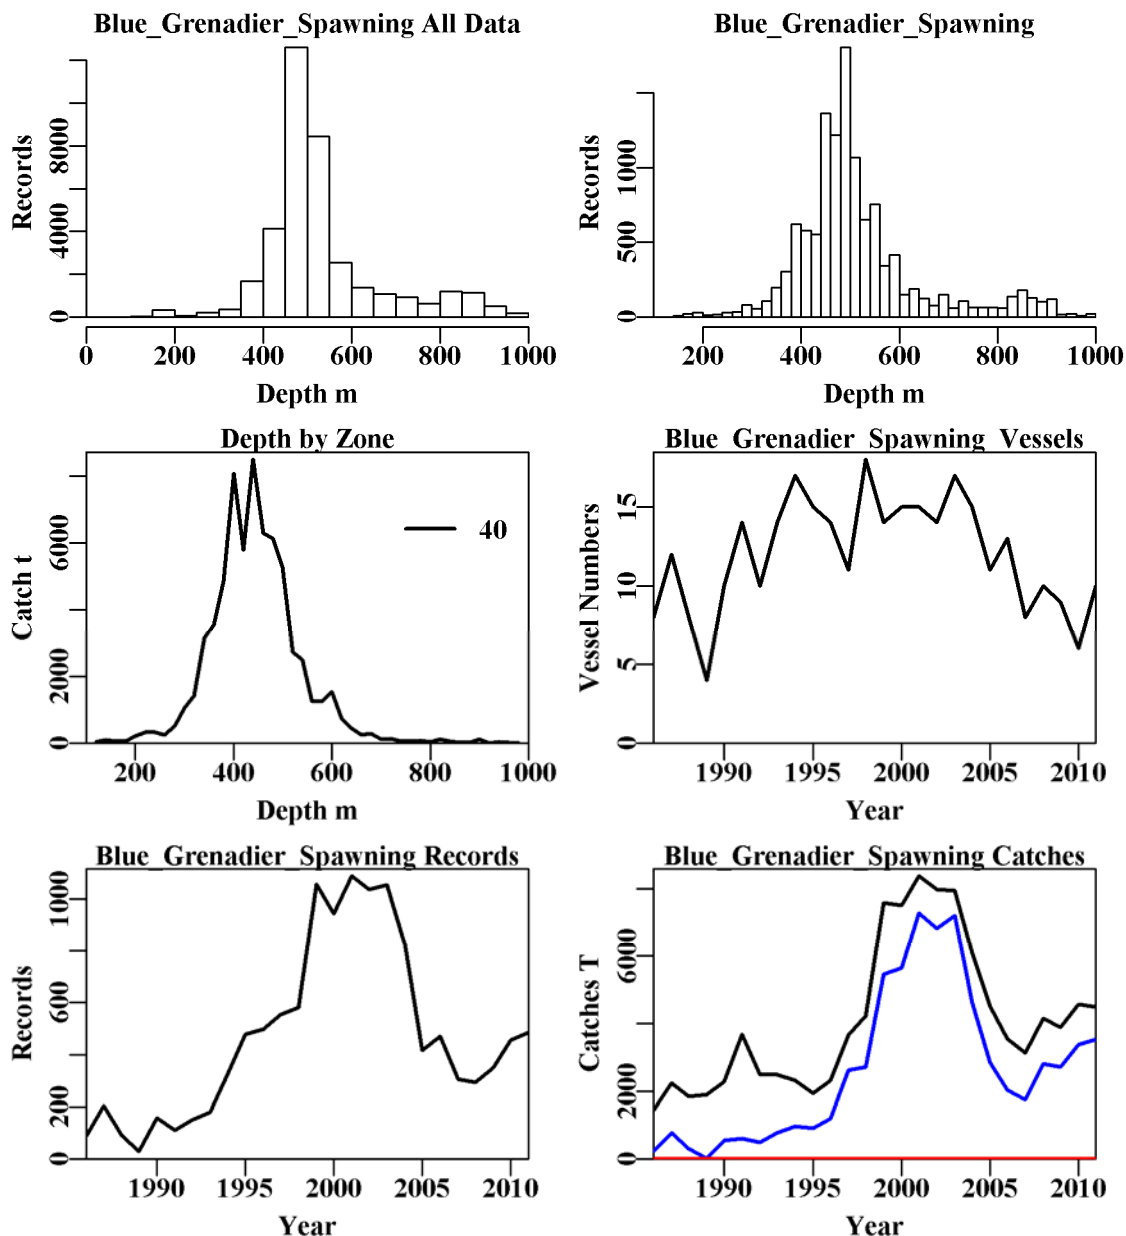 Blue_Grenadier_Spawning All Data
Records
0
4000
8000
0 200 400 600 800 1000
Depth m
Blue_Grenadier_Spawning
Records
0
500
1000
200 400 600 800 1000
Depth m
Depth by Zone
Catch t
0
2000
6000
40
200 400 600 800 1000
Depth m
Blue_Grenadier_Spawning_Vessels
Vessel Numbers
0
5
10
15
1990 1995 2000 2005 2010
Year
Blue_Grenadier_Spawning Records
Records
0
200
600
1000
1990 1995 2000 2005 2010
Year
Blue_Grenadier_Spawning Catches
Catches T
0
2000
6000
1990 1995 2000 2005 2010
Year